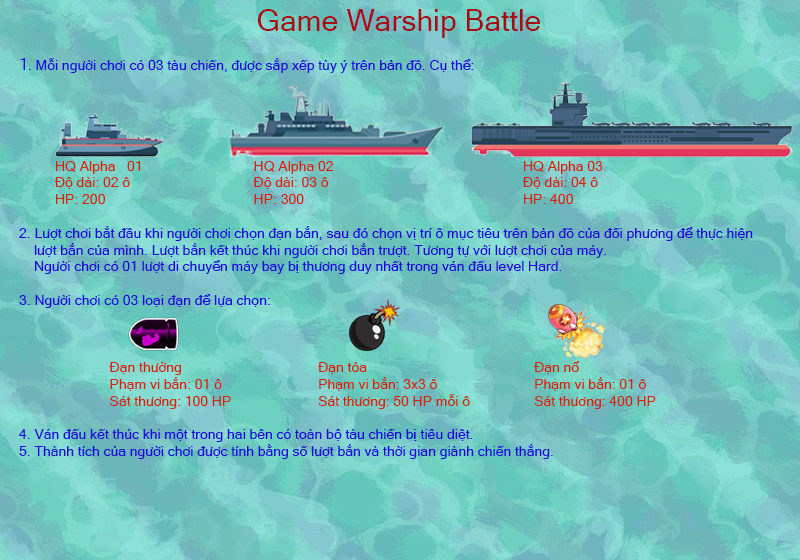 Game Warship Battle
1. Mỗi người chơi có 03 tàu chiến, được sắp xếp tùy ý trên bản đồ. Cụ thể:
HQ Alpha 01
Độ dài: 02 ô
HP: 200
HQ Alpha 02
Độ dài: 03 ô
HP: 300
HQ Alpha 03
Độ dài: 04 ô
HP: 400
2. Lượt chơi bắt đầu khi người chơi chọn đạn bắn, sau đó chọn vị trí ô mục tiêu trên bản đồ của đối phương để thực hiện
lượt bắn của mình. Lượt bắn kết thúc khi người chơi bắn trượt. Tương tự với lượt chơi của máy.
Người chơi có 01 lượt di chuyển máy bay bị thương duy nhất trong ván đấu level Hard.
3. Người chơi có 03 loại đạn để lựa chọn:
Đạn thường
Phạm vi bắn: 01 ô
Sát thương: 100 HP
Đạn tỏa
Phạm vi bắn: 3x3 ô
Sát thương: 50 HP mỗi ô
Đạn nổ
Phạm vi bắn: 01 ô
Sát thương: 400 HP
4. Ván đấu kết thúc khi một trong hai bên có toàn bộ tàu chiến bị tiêu diệt.
5. Thành tích của người chơi được tính bằng số lượt bắn và thời gian giành chiến thắng.